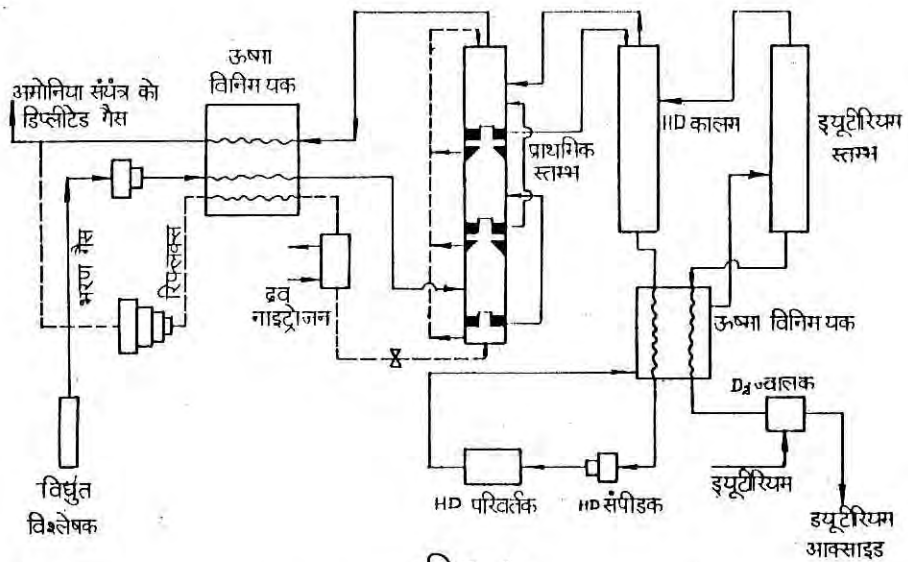 ऊष्मा
विनिमयक
अमोनिया संयंत्र को
डिप्लीटेड गैस
भरण गैस
रिफ्लक्स
द्रव
नाइट्रोजन
विद्युत
विश्लेषक
प्राथमिक
स्तम्भ
HD कालम
ड्यूटीरियम
स्तम्भ
ऊष्मा विनिमयक
D₂ ज्वालक
HD परिवर्तक
HD संपीडक
ड्यूटीरियम
डयूटीरियम
आक्साइड